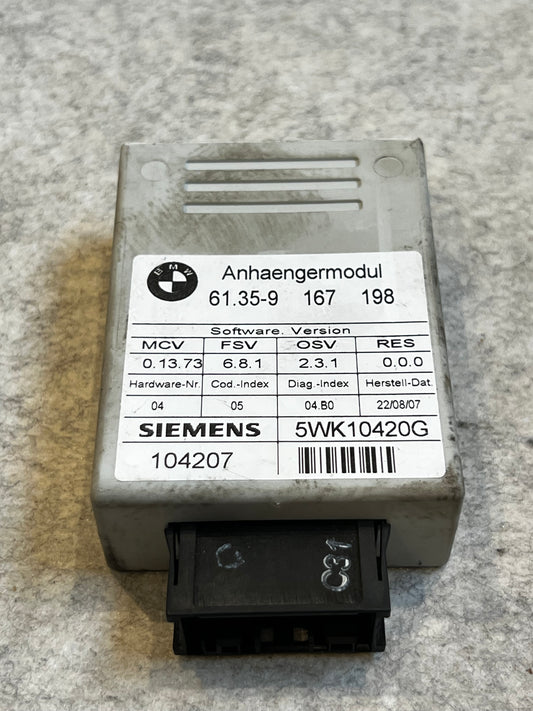 BMW
Anhaengermodul
61.35-9 167 198
Software. Version
MCV FSV OSV RES
0.13.73 6.8.1 2.3.1 0.0.0
Hardware-Nr. Cod.-Index Diag.-Index Herstell-Dat.
04 05 04.B0 22/08/07
SIEMENS 5WK10420G
104207
C C31